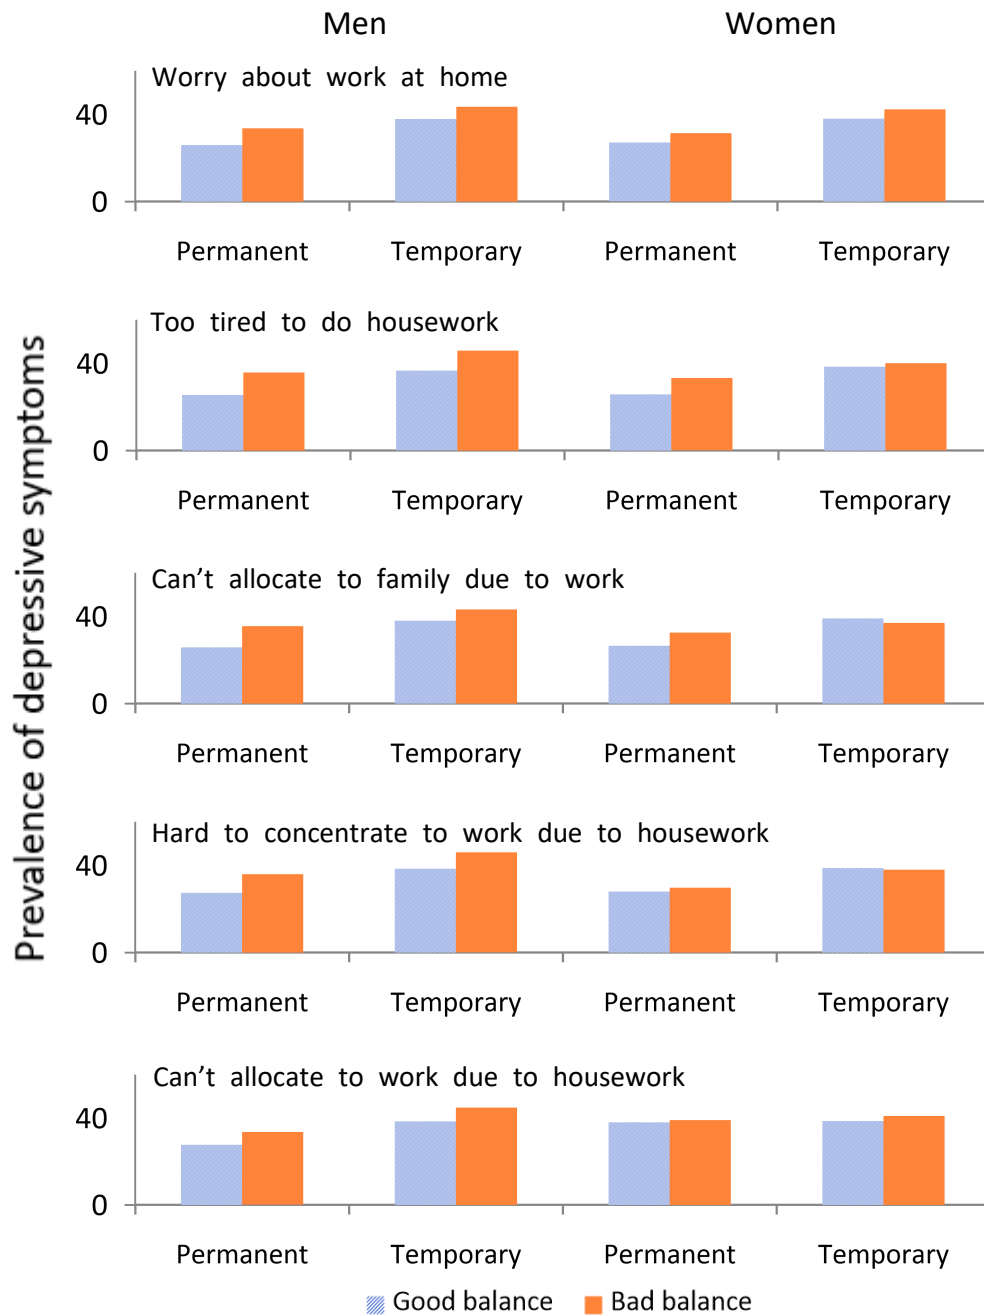 Men Women
Worry about work at home
40
0
Permanent Temporary Permanent Temporary
Too tired to do housework
40
0
Permanent Temporary Permanent Temporary
Can't allocate to family due to work
40
0
Permanent Temporary Permanent Temporary
Hard to concentrate to work due to housework
40
0
Permanent Temporary Permanent Temporary
Can't allocate to work due to housework
40
0
Permanent Temporary Permanent Temporary
Good balance Bad balance
Prevalence of depressive symptoms